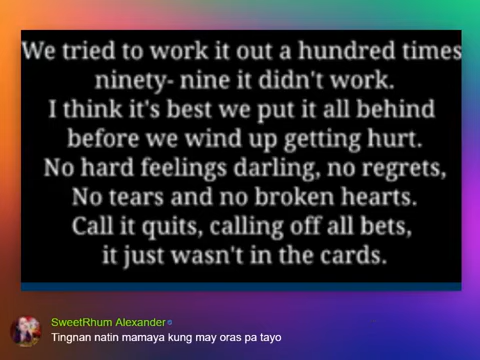 We tried to work it out a hundred times
ninety- nine it didn't work.
I think it's best we put it all behind
before we wind up getting hurt.
No hard feelings darling, no regrets,
No tears and no broken hearts.
Call it quits, calling off all bets,
it just wasn't in the cards.
SweetRhum Alexander
Tingnan natin mamaya kung may oras pa tayo